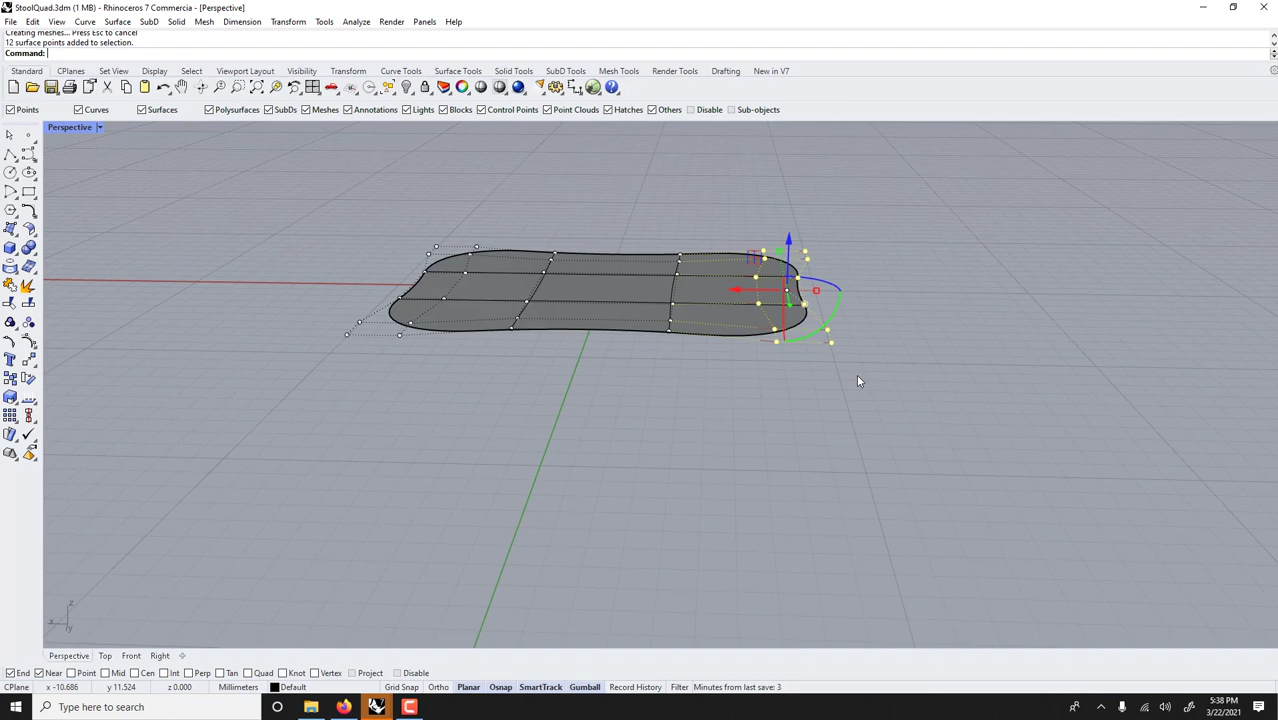 StoolQuad.3dm (1 MB) - Rhinoceros 7 Commercia - [Perspective]
File Edit View Curve Surface SubD Solid Mesh Dimension Transform Tools Analyze Render Panels Help
Creating meshes... Press Esc to cancel
12 surface points added to selection.
Command:
Standard CPlanes Set View Display Select Viewport Layout Visibility Transform Curve Tools Surface Tools Solid Tools SubD Tools Mesh Tools Render Tools Drafting New in V7
Points Curves Surfaces Polysurfaces SubDs Meshes Annotations Lights Blocks Control Points Point Clouds Hatches Others Disable Sub-objects
Perspective
z
x
y
Perspective Top Front Right
End Near Point Mid Cen Int Perp Tan Quad Knot Vertex Project Disable
CPlane x -10.686 y 11.524 z 0.000 Millimeters Default Grid Snap Ortho Planar Osnap SmartTrack Gumball Record History Filter Minutes from last save: 3
Type here to search
5:38 PM
3/22/2021